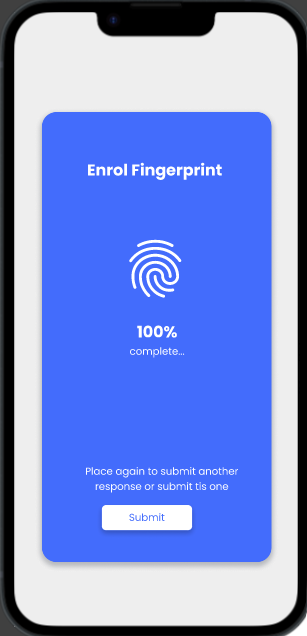 Enrol Fingerprint
100%
complete...
Place again to submit another
response or submit tis one
Submit